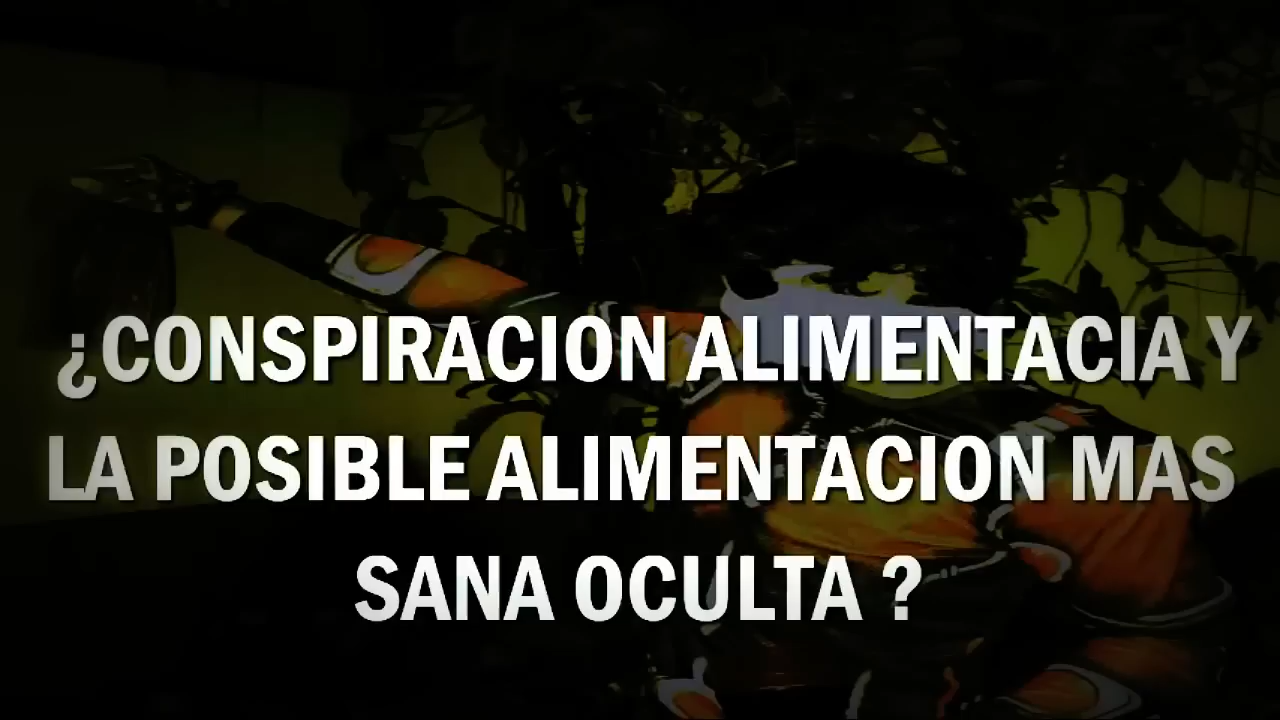 ¿CONSPIRACION ALIMENTACIA Y
LA POSIBLE ALIMENTACION MAS
SANA OCULTA ?